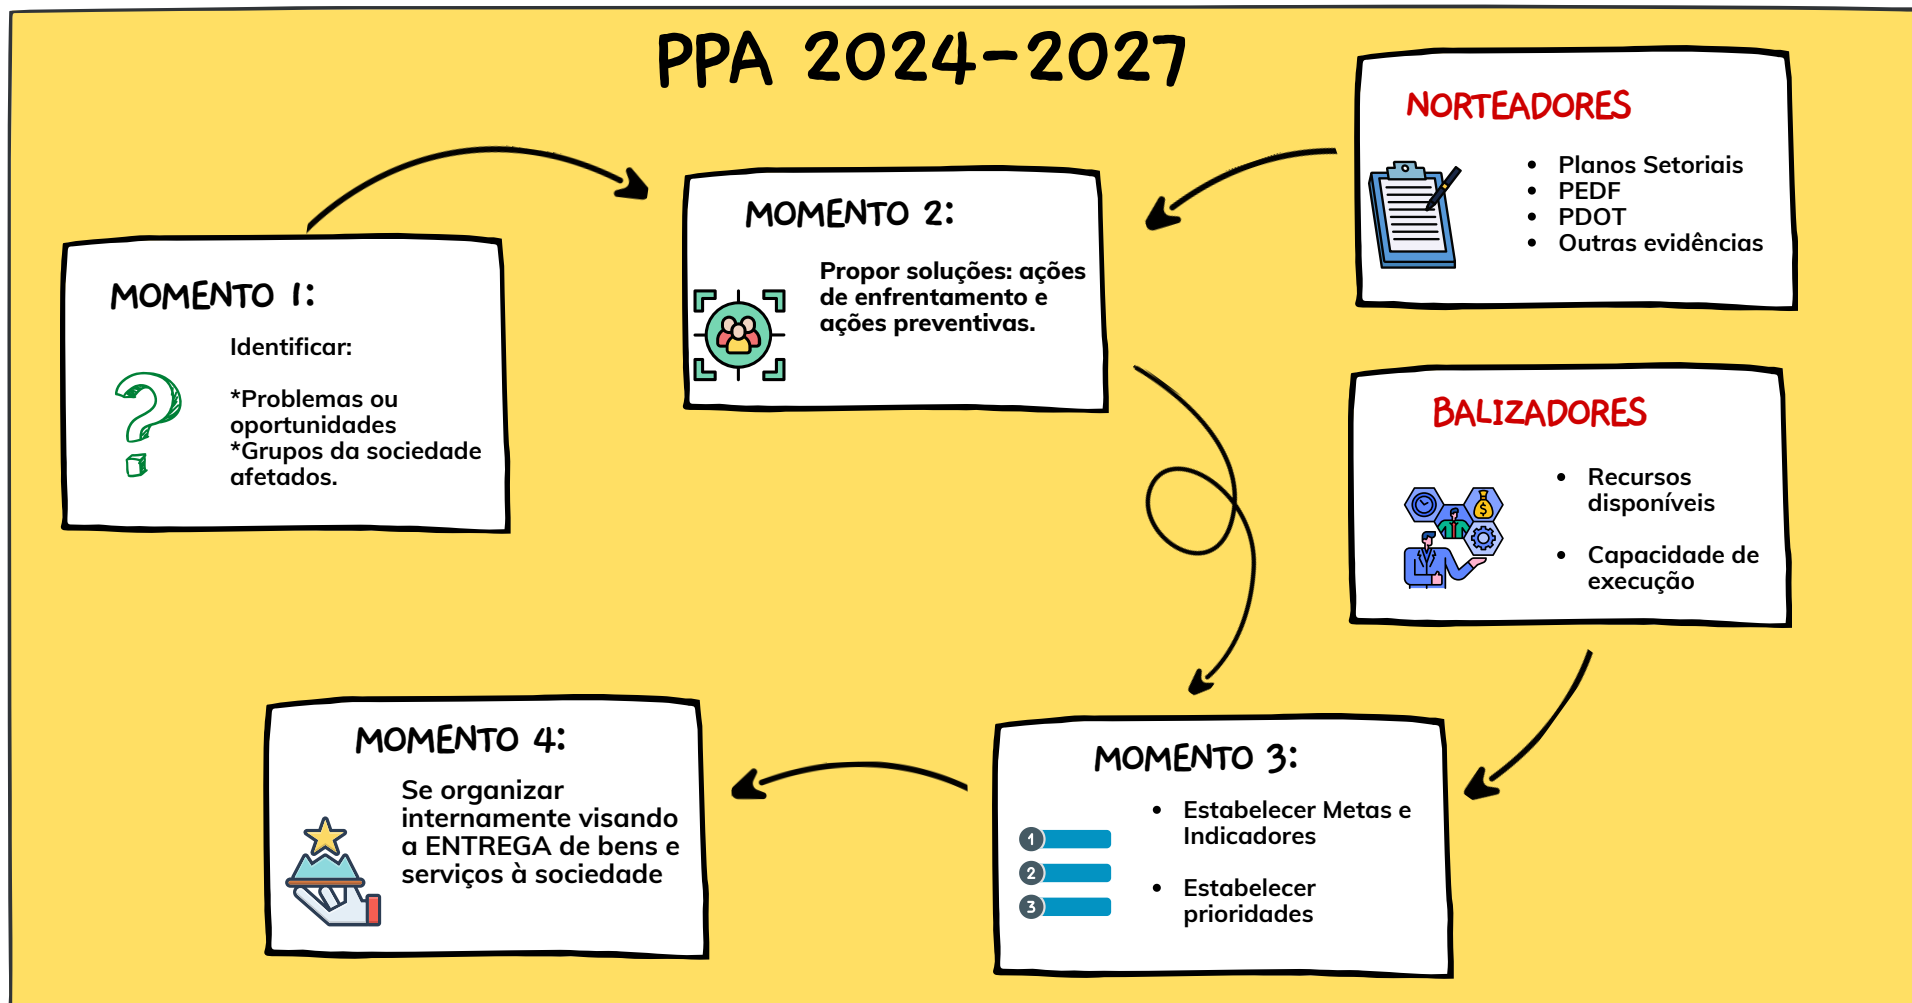 PPA 2024-2027
MOMENTO 1:
Identificar:
*Problemas ou
oportunidades
*Grupos da sociedade
afetados.
MOMENTO 2:
Propor soluções: ações
de enfrentamento e
ações preventivas.
NORTEADORES
• Planos Setoriais
• PEDF
• PDOT
• Outras evidências
BALIZADORES
• Recursos
disponíveis
• Capacidade de
execução
MOMENTO 3:
1
2
3
• Estabelecer Metas e
Indicadores
• Estabelecer
prioridades
MOMENTO 4:
Se organizar
internamente visando
a ENTREGA de bens e
serviços à sociedade